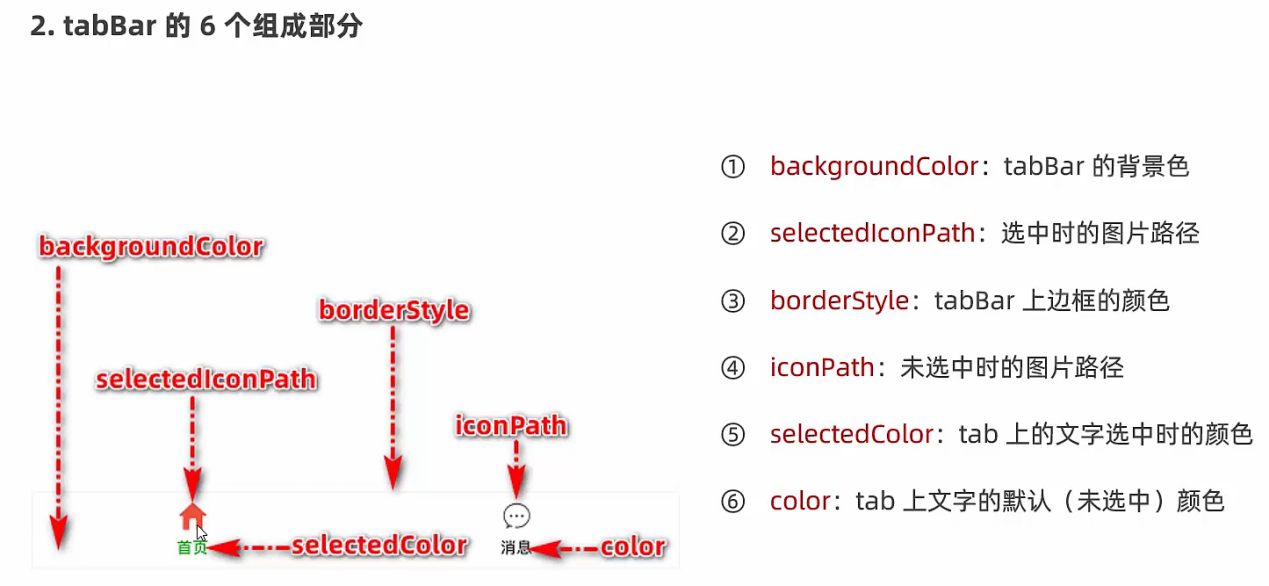 2. tabBar 的 6 个组成部分
backgroundColor
borderStyle
selectedIconPath
iconPath
首页
selectedColor
消息
color
① backgroundColor：tabBar 的背景色
② selectedIconPath：选中时的图片路径
③ borderStyle：tabBar 上边框的颜色
④ iconPath：未选中时的图片路径
⑤ selectedColor：tab 上的文字选中时的颜色
⑥ color：tab 上文字的默认（未选中）颜色